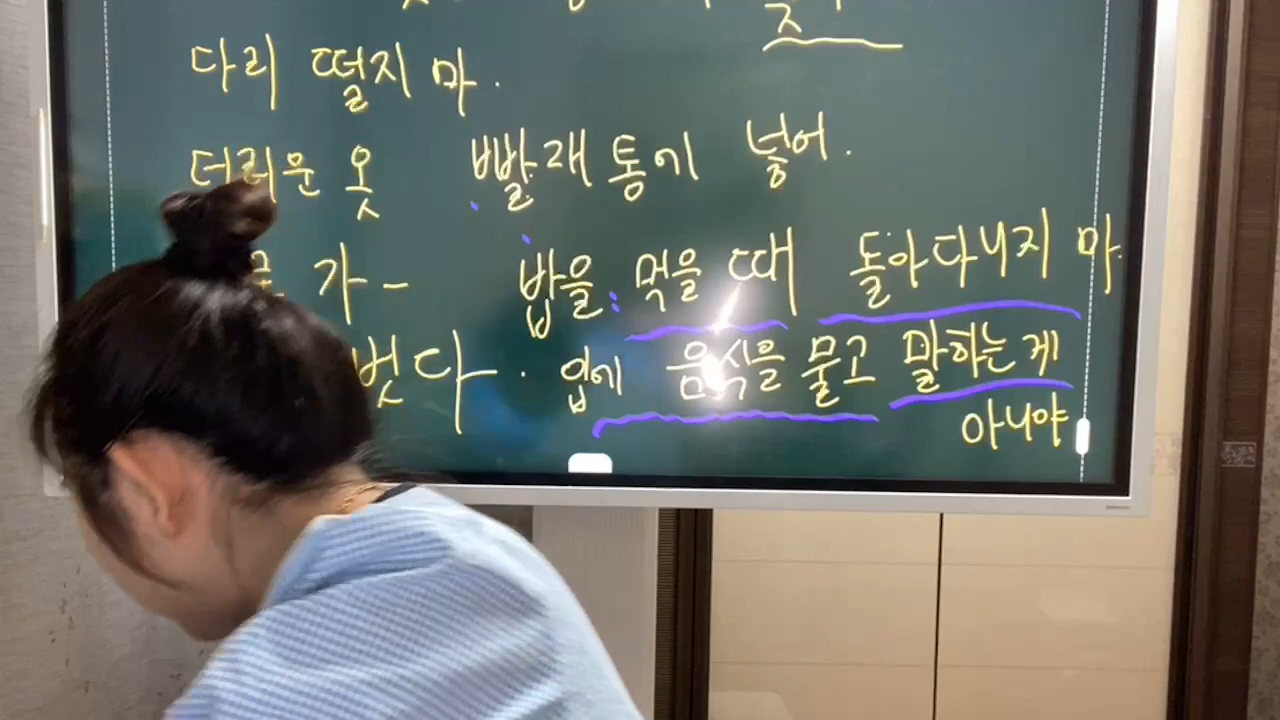 다리 떨지 마.
더러운 옷 빨래통에 넣어.
가- 밥을 먹을 때 돌아다니지 마.
벗다. 입에 음식을 물고 말하는게
아니야